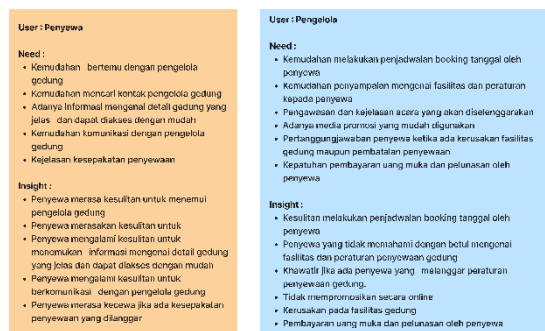 User : Penyewa
Need :
Kemudahan bertemu dengan pengelola
gedung
Kemudahan mencari kontak pengelola gedung
Adanya informasi mengenai detail gedung yang
jelas dan dapat diakses dengan mudah
Kemudahan komunikasi dengan pengelola
gedung
Kejelasan kesepakatan penyewaan
Insight :
Penyewa merasa kesulitan untuk menemui
pengelola gedung
Penyewa merasakan kesulitan untuk
Penyewa mengalami kesulitan untuk
menemukan informasi mengenai detail gedung
yang jelas dan dapat diakses dengan mudah
Penyewa mengalami kesulitan untuk
berkomunikasi dengan pengelola gedung
Penyewa merasa kecewa jika ada kesepakatan
penyewaan yang dilanggar
User : Pengelola
Need :
Kemudahan melakukan penjadwalan booking tanggal oleh
penyewa
Kemudahan penyampaian mengenai fasilitas dan peraturan
kepada penyewa
Pengawasan dan kejelasan acara yang akan diselenggarakan
Adanya media promosi yang mudah digunakan
Pertanggungjawaban penyewa ketika ada kerusakan fasilitas
gedung maupun pembatalan penyewaan
Kepatuhan pembayaran uang muka dan pelunasan oleh
penyewa
Insight :
Kesulitan melakukan penjadwalan booking tanggal oleh
penyewa
Penyewa yang tidak memahami dengan betul mengenai
fasilitas dan peraturan penyewaan gedung
Khawatir jika ada penyewa yang melanggar peraturan
penyewaan gedung.
Tidak mempromosikan secara online
Kerusakan pada fasilitas gedung
Pembayaran uang muka dan pelunasan oleh penyewa